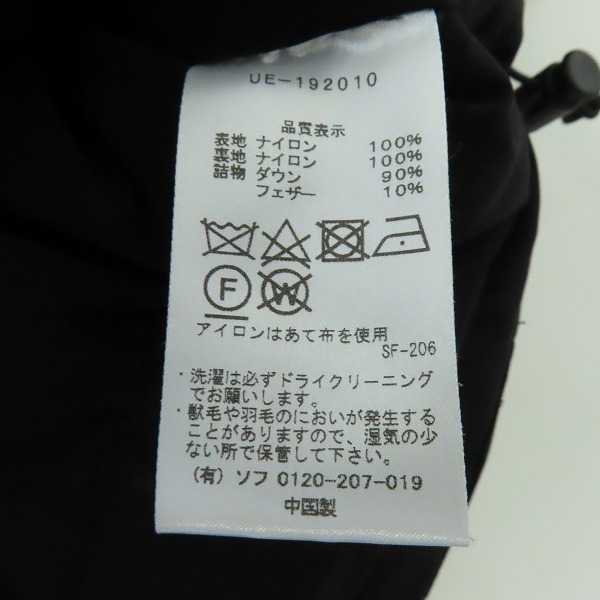 UE-192010
品質表示
表地 ナイロン 100%
裏地 ナイロン 100%
詰物 ダウン 90%
フェザー 10%
F W
アイロンはあて布を使用
SF-206
・洗濯は必ずドライクリーニング
でお願いします。
・獣毛や羽毛のにおいが発生する
ことがありますので、湿気の少
ない所で保管して下さい。
(有) ソフ 0120-207-019
中国製